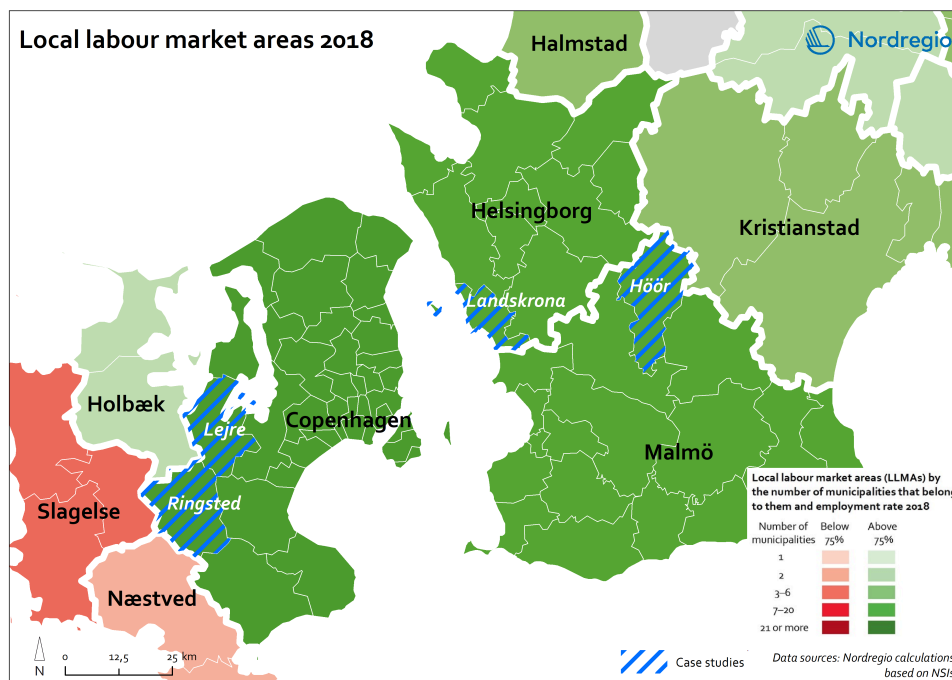 Local labour market areas 2018
Nordregio
Halmstad
Helsingborg
Kristianstad
Höör
Landskrona
Holbæk
Lejre
Copenhagen
Malmö
Ringsted
Slagelse
Næstved
Local labour market areas (LLMAs) by
the number of municipalities that belong
to them and employment rate 2018
Number of municipalities Below 75% Above 75%
1
2
3–6
7–20
21 or more
N
0 12,5 25 km
Case studies
Data sources: Nordregio calculations
based on NSIs